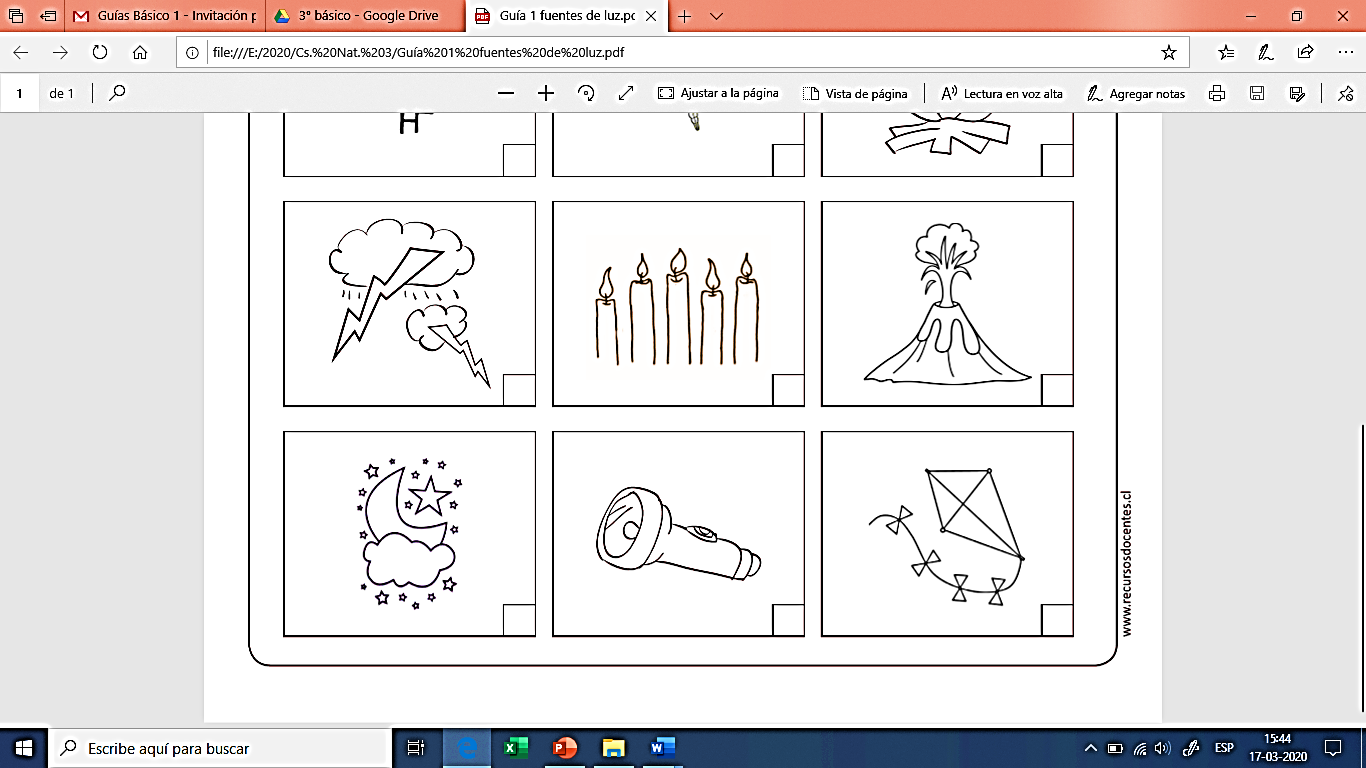 Guías Básico 1 - Invitación p
3° básico - Google Drive
Guía 1 fuentes de luz.pd
file:///E:/2020/Cs.%20Nat.%203/Guía%201%20fuentes%20de%20luz.pdf
1 de 1
Ajustar a la página
Vista de página
Lectura en voz alta
Agregar notas
H
www.recursosdocentes.cl
Escribe aquí para buscar
ESP
15:44
17-03-2020